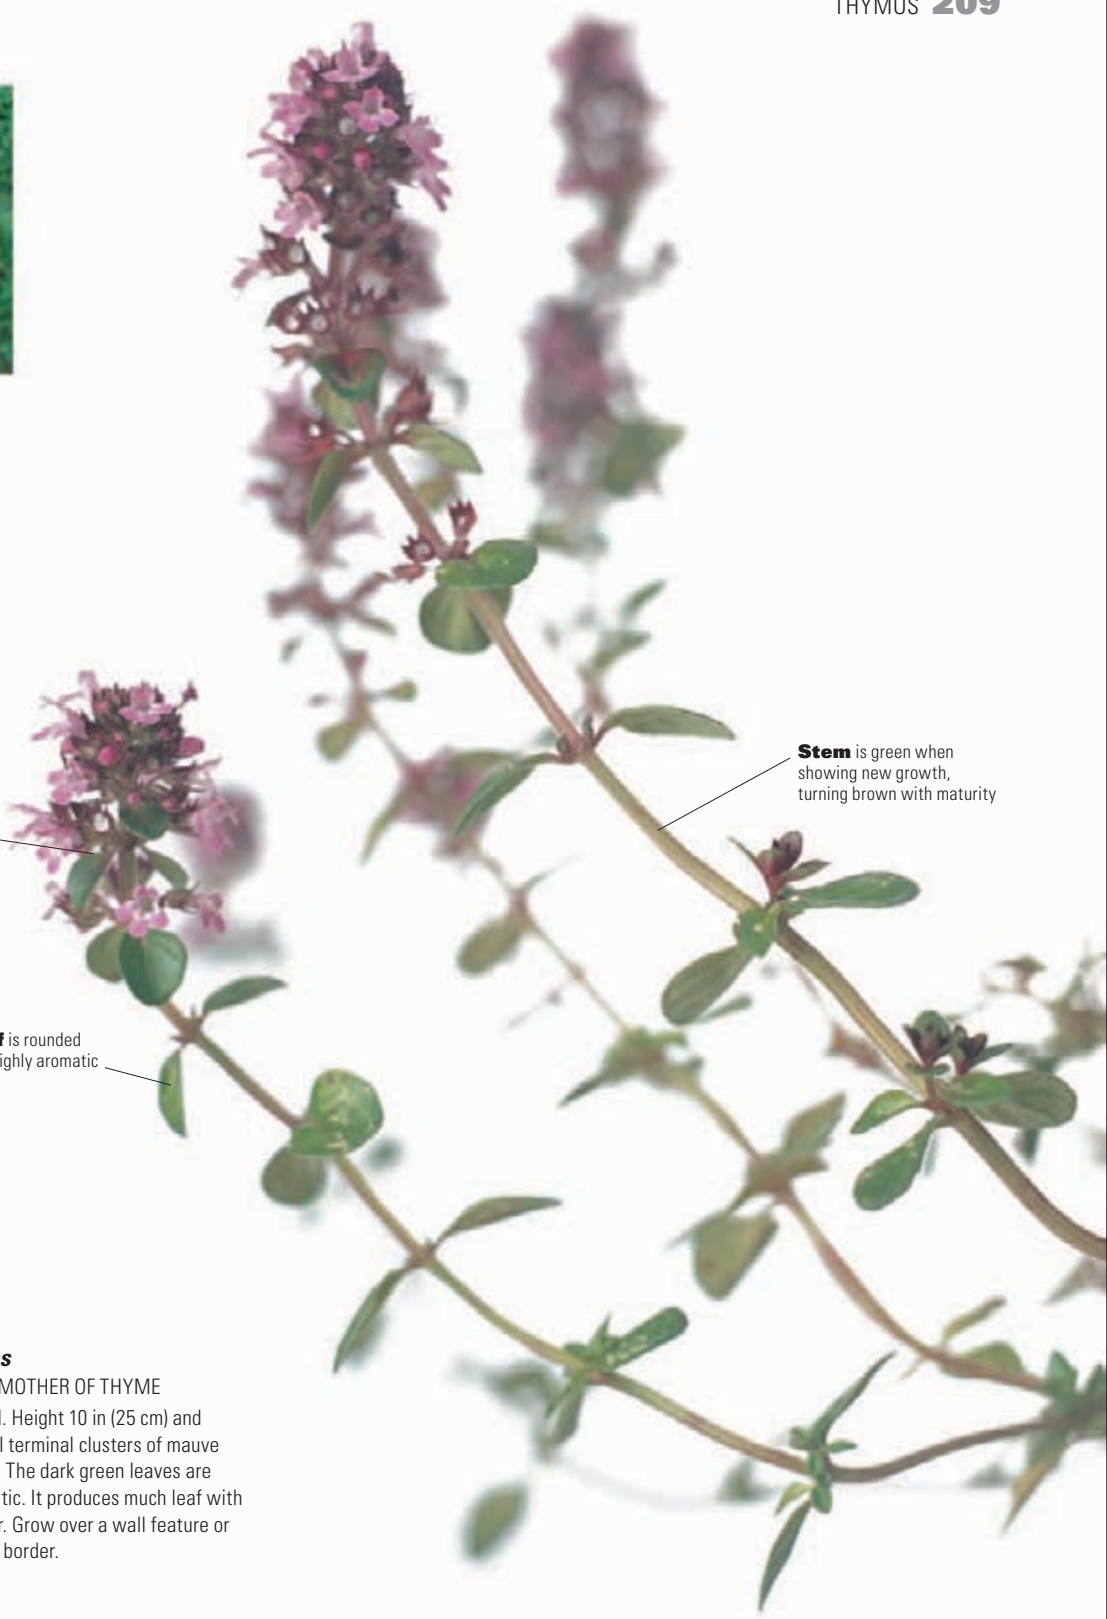 THYMUS 209
Stem is green when
showing new growth,
turning brown with maturity
f is rounded
ighly aromatic
s
MOTHER OF THYME
. Height 10 in (25 cm) and
l terminal clusters of mauve
The dark green leaves are
tic. It produces much leaf with
r. Grow over a wall feature or
border.